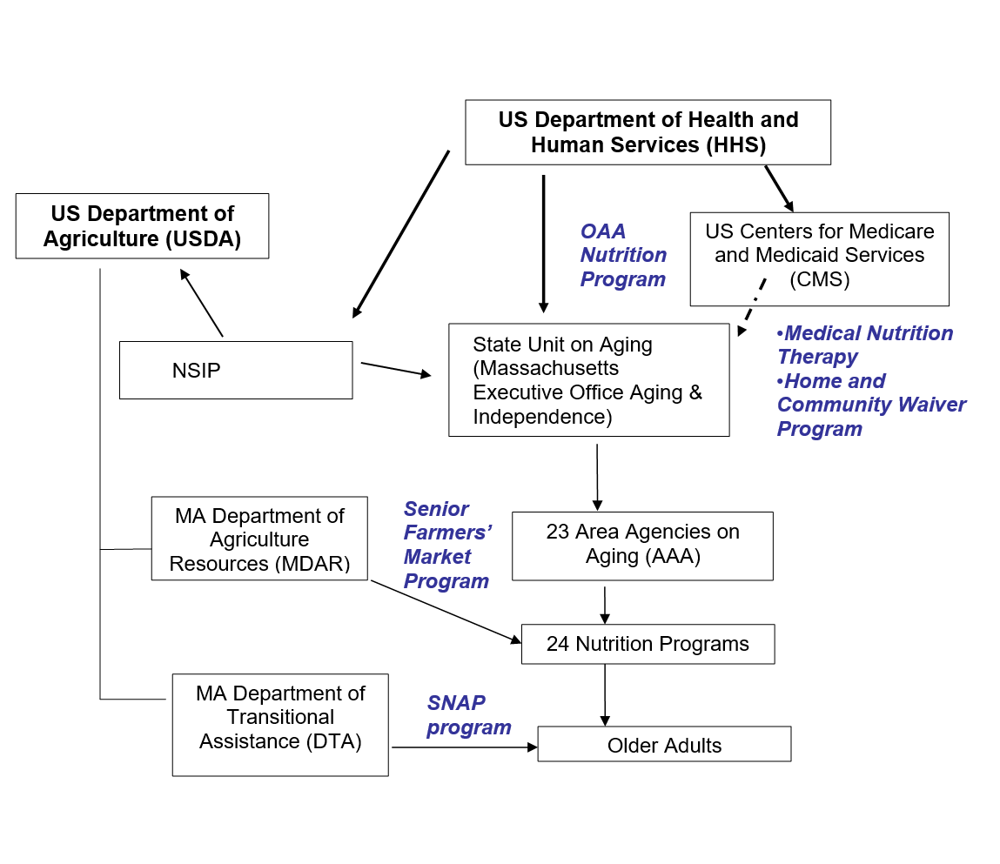 US Department of Health and
Human Services (HHS)
US Department of
Agriculture (USDA)
OAA
Nutrition
Program
US Centers for Medicare
and Medicaid Services
(CMS)
NSIP
State Unit on Aging
(Massachusetts
Executive Office Aging &
Independence)
•Medical Nutrition
Therapy
•Home and
Community Waiver
Program
MA Department of
Agriculture
Resources (MDAR)
Senior
Farmers’
Market
Program
23 Area Agencies on
Aging (AAA)
24 Nutrition Programs
MA Department of
Transitional
Assistance (DTA)
SNAP
program
Older Adults